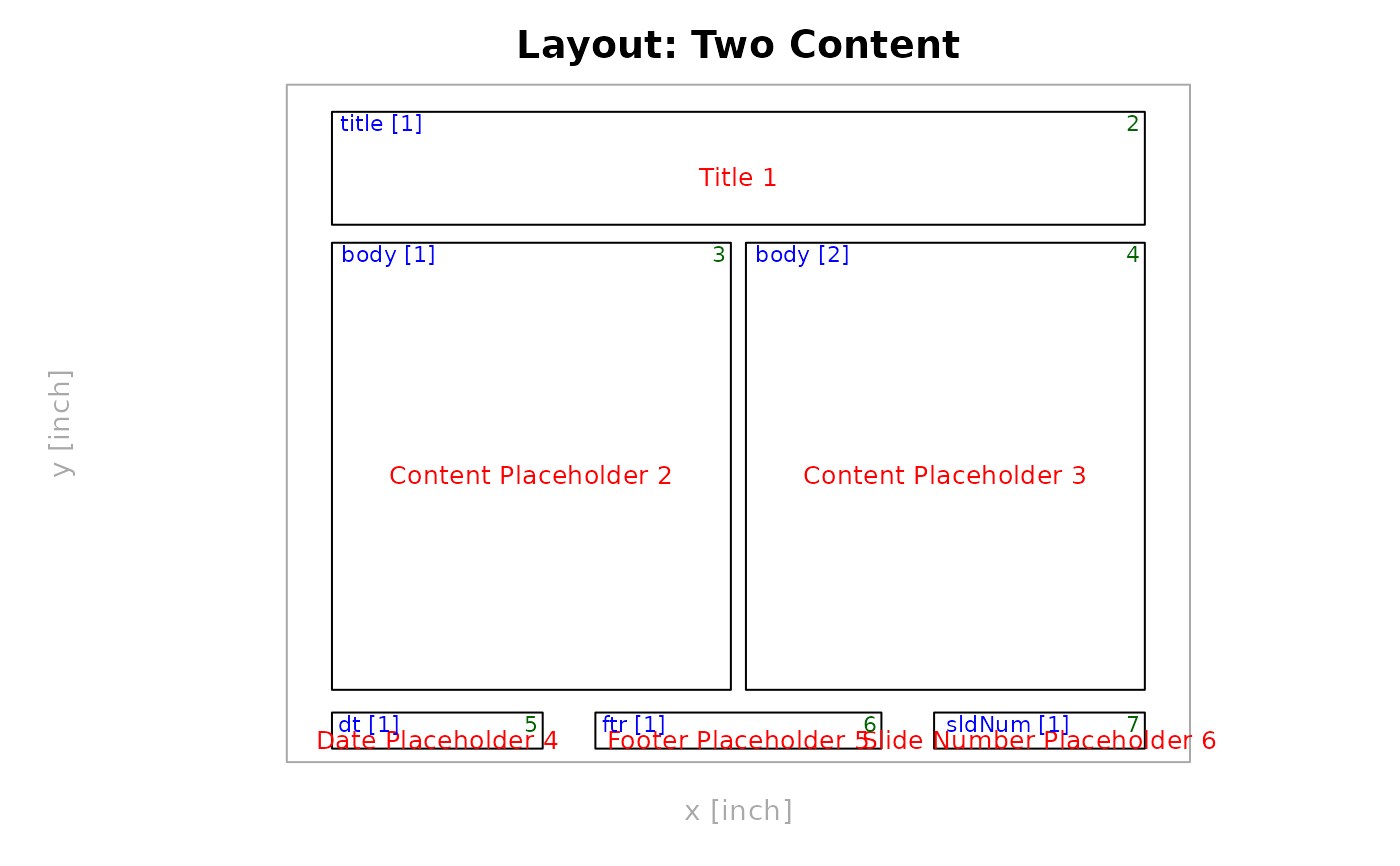 Layout: Two Content
title [1]
2
Title 1
body [1]
3
body [2]
4
Content Placeholder 2
Content Placeholder 3
y [inch]
dt [1]
5
ftr [1]
6
sldNum [1]
7
Date Placeholder 4
Footer Placeholder 5
Slide Number Placeholder 6
x [inch]